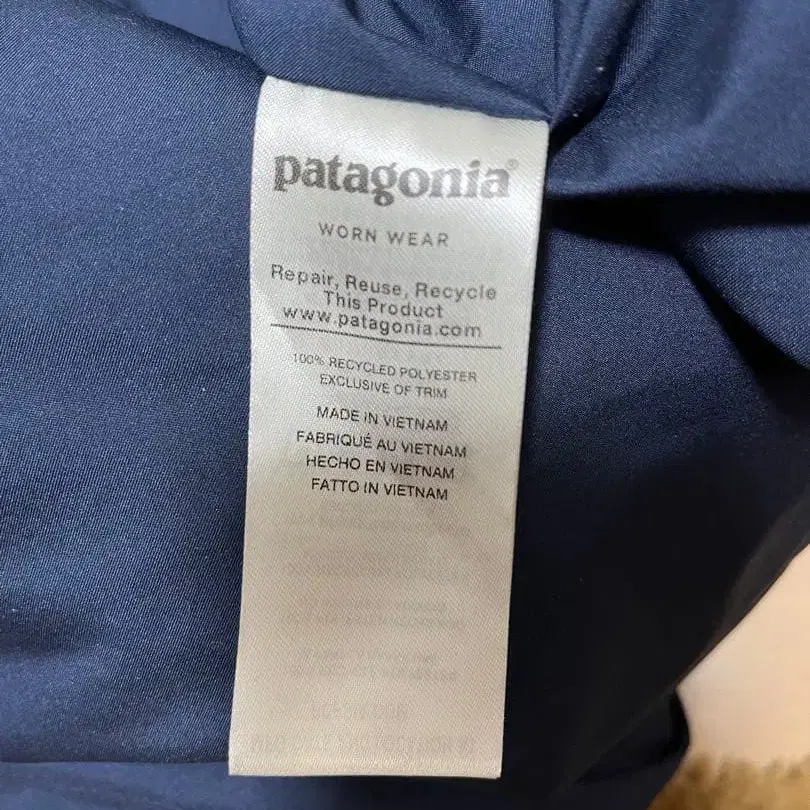 patagonia®
WORN WEAR
Repair, Reuse, Recycle
This Product
www.patagonia.com
100% RECYCLED POLYESTER
EXCLUSIVE OF TRIM
MADE IN VIETNAM
FABRIQUÉ AU VIETNAM
HECHO EN VIETNAM
FATTO IN VIETNAM